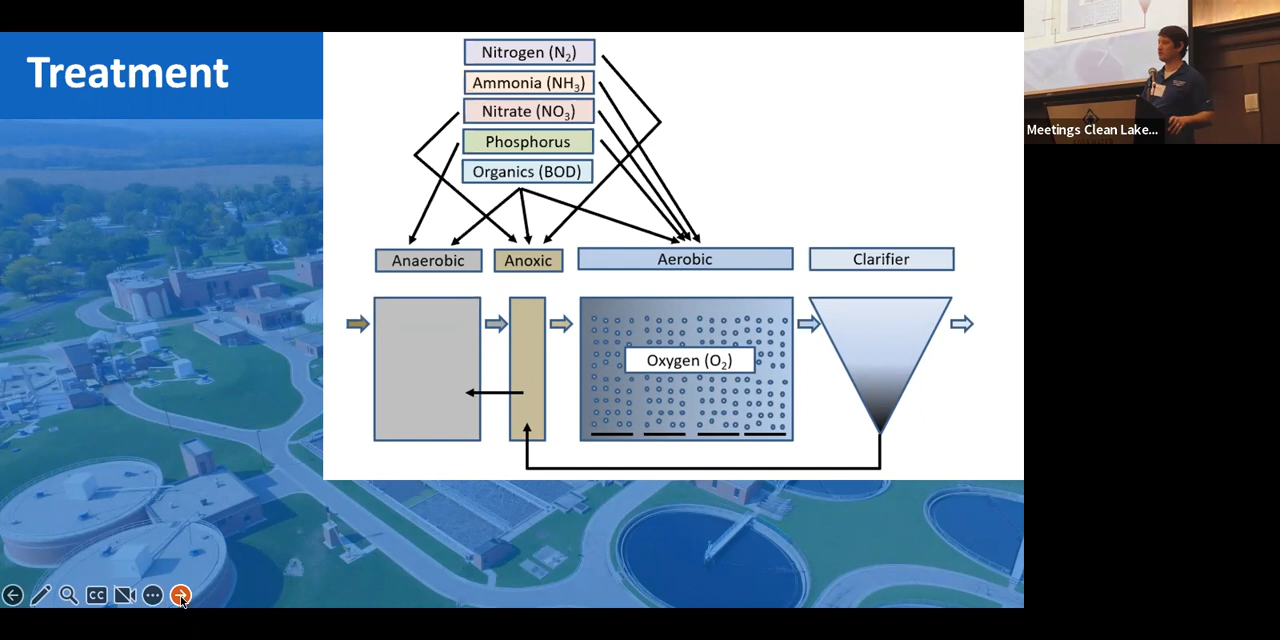 Treatment
Nitrogen (N₂)
Ammonia (NH₃)
Nitrate (NO₃)
Phosphorus
Organics (BOD)
Anaerobic
Anoxic
Aerobic
Clarifier
Oxygen (O₂)
CC
Meetings Clean Lake...